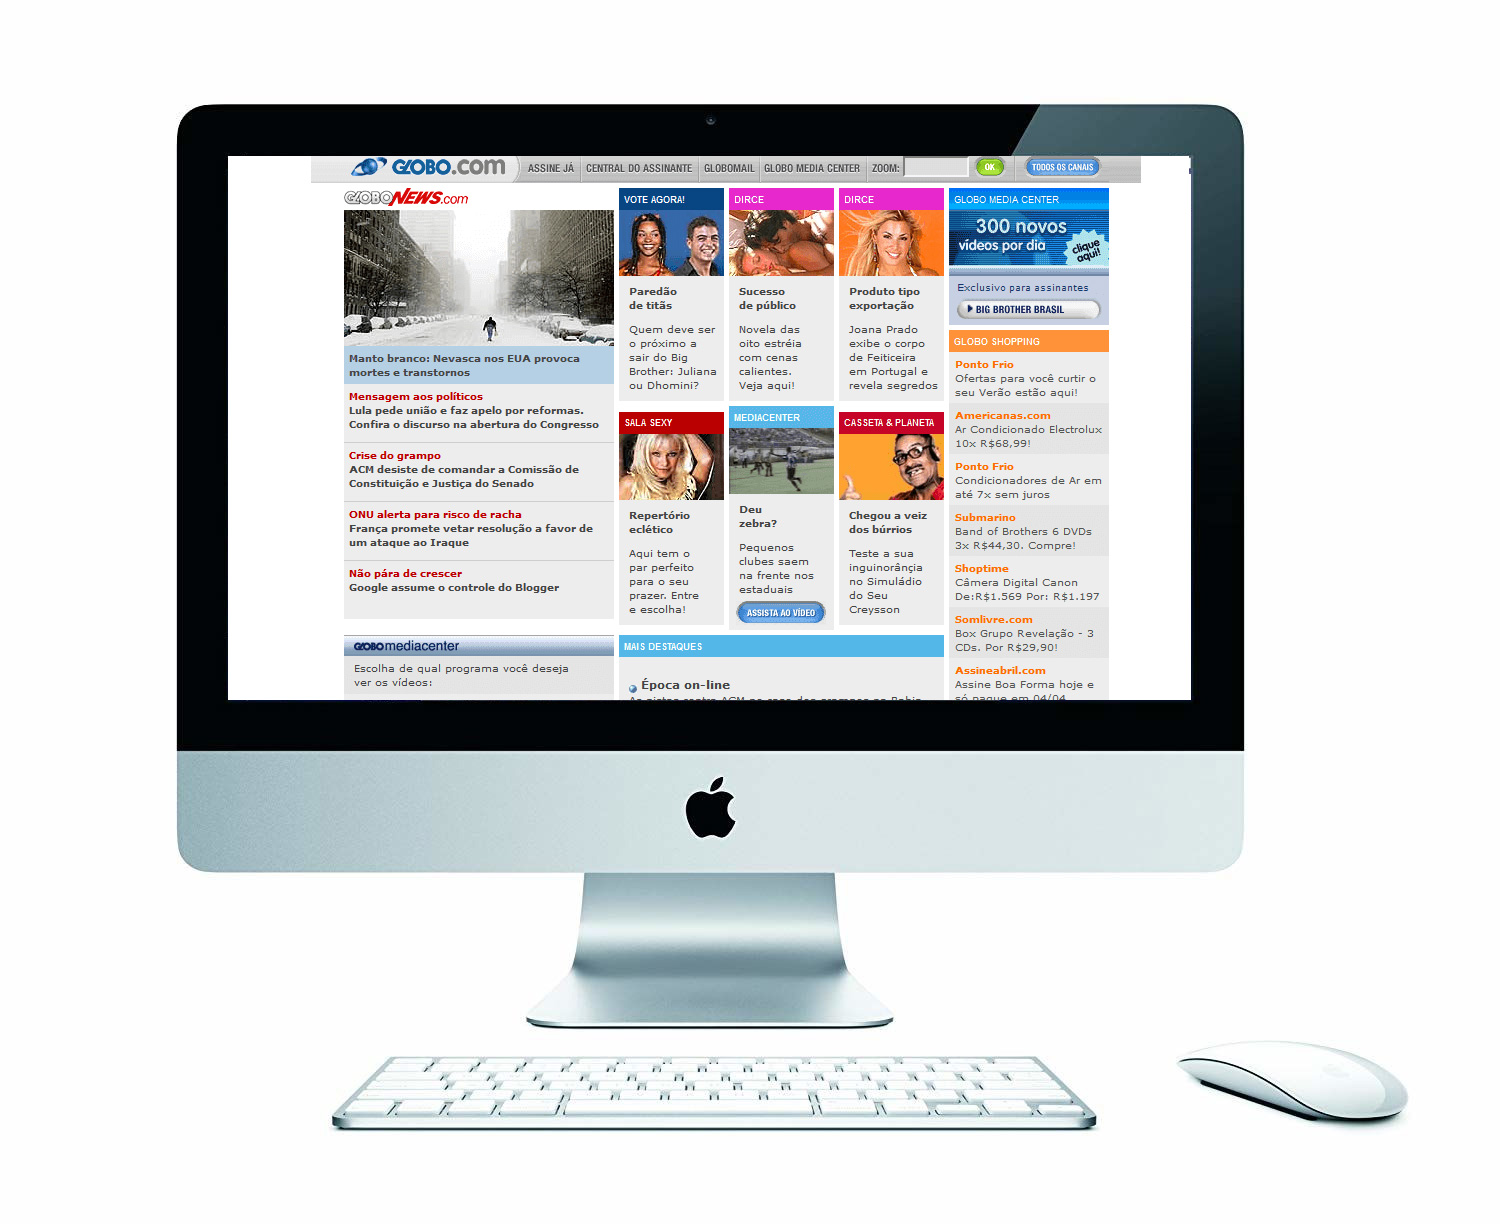 GLOBO.com
ASSINE JÁ
CENTRAL DO ASSINANTE
GLOBOMAIL
GLOBO MEDIA CENTER
ZOOM:
OK
TODOS OS CANAIS
GLOBONEWS.com
Manto branco: Nevasca nos EUA provoca
mortes e transtornos
Mensagem aos políticos
Lula pede união e faz apelo por reformas.
Confira o discurso na abertura do Congresso
Crise do grampo
ACM desiste de comandar a Comissão de
Constituição e Justiça do Senado
ONU alerta para risco de racha
França promete vetar resolução a favor de
um ataque ao Iraque
Não pára de crescer
Google assume o controle do Blogger
GLOBO mediacenter
Escolha de qual programa você deseja
ver os vídeos:
VOTE AGORA!
Paredão
de titãs
Quem deve ser
o próximo a
sair do Big
Brother: Juliana
ou Dhomini?
DIRCE
Sucesso
de público
Novela das
oito estréia
com cenas
calientes.
Veja aqui!
DIRCE
Produto tipo
exportação
Joana Prado
exibe o corpo
de Feiticeira
em Portugal e
revela segredos
SALA SEXY
Repertório
eclético
Aqui tem o
par perfeito
para o seu
prazer. Entre
e escolha!
MEDIACENTER
Deu
zebra?
Pequenos
clubes saem
na frente nos
estaduais
ASSISTA AO VÍDEO
CASSETA & PLANETA
Chegou a veiz
dos búrrios
Teste a sua
inguinorância
no Simuládio
do Seu
Creysson
MAIS DESTAQUES
Época on-line
GLOBO MEDIA CENTER
300 novos
vídeos por dia
clique
aqui!
Exclusivo para assinantes
BIG BROTHER BRASIL
GLOBO SHOPPING
Ponto Frio
Ofertas para você curtir o
seu Verão estão aqui!
Americanas.com
Ar Condicionado Electrolux
10x R$68,99!
Ponto Frio
Condicionadores de Ar em
até 7x sem juros
Submarino
Band of Brothers 6 DVDs
3x R$44,30. Compre!
Shoptime
Câmera Digital Canon
De:R$1.569 Por: R$1.197
Somlivre.com
Box Grupo Revelação - 3
CDs. Por R$29,90!
Assineabril.com
Assine Boa Forma hoje e
só pague em 04/04